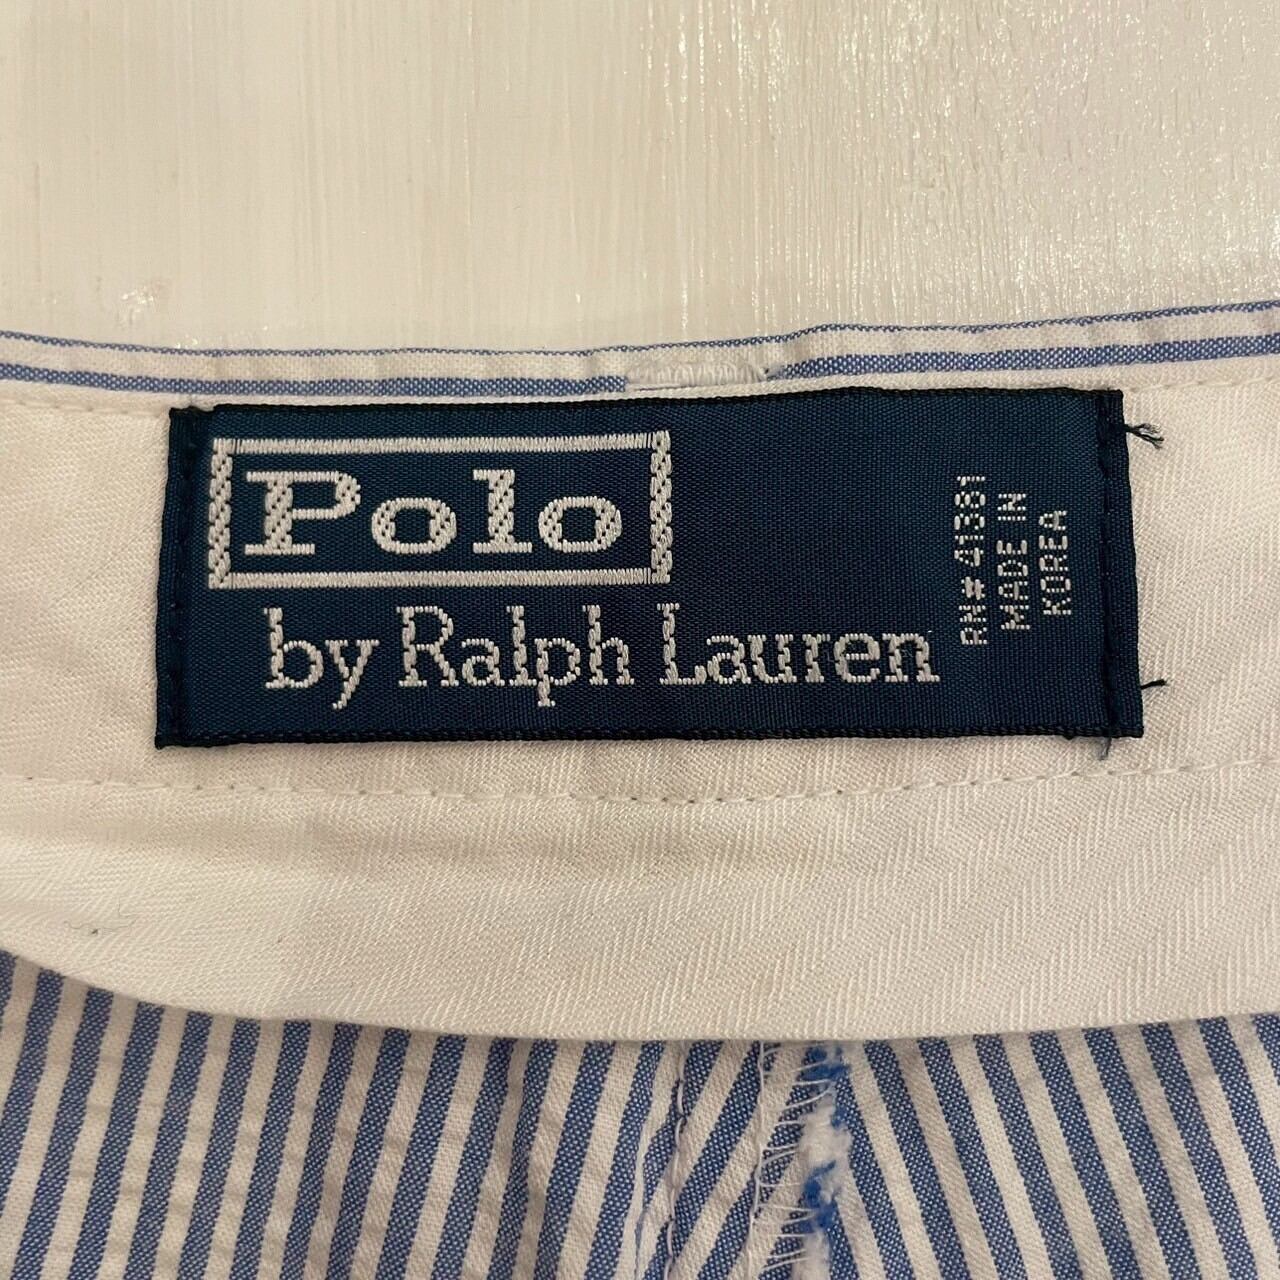 Polo
by Ralph Lauren
RN# 41381
MADE IN
KOREA